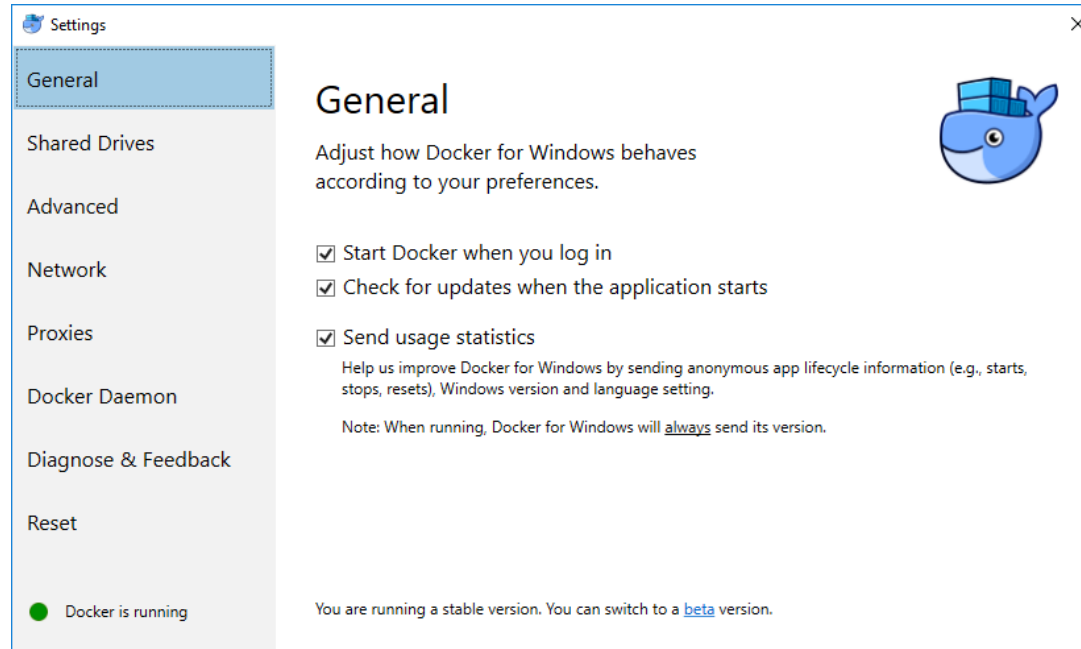 Settings
General
Shared Drives
Advanced
Network
Proxies
Docker Daemon
Diagnose & Feedback
Reset
Docker is running
General
Adjust how Docker for Windows behaves
according to your preferences.
Start Docker when you log in
Check for updates when the application starts
Send usage statistics
Help us improve Docker for Windows by sending anonymous app lifecycle information (e.g., starts,
stops, resets), Windows version and language setting.
Note: When running, Docker for Windows will always send its version.
You are running a stable version. You can switch to a beta version.